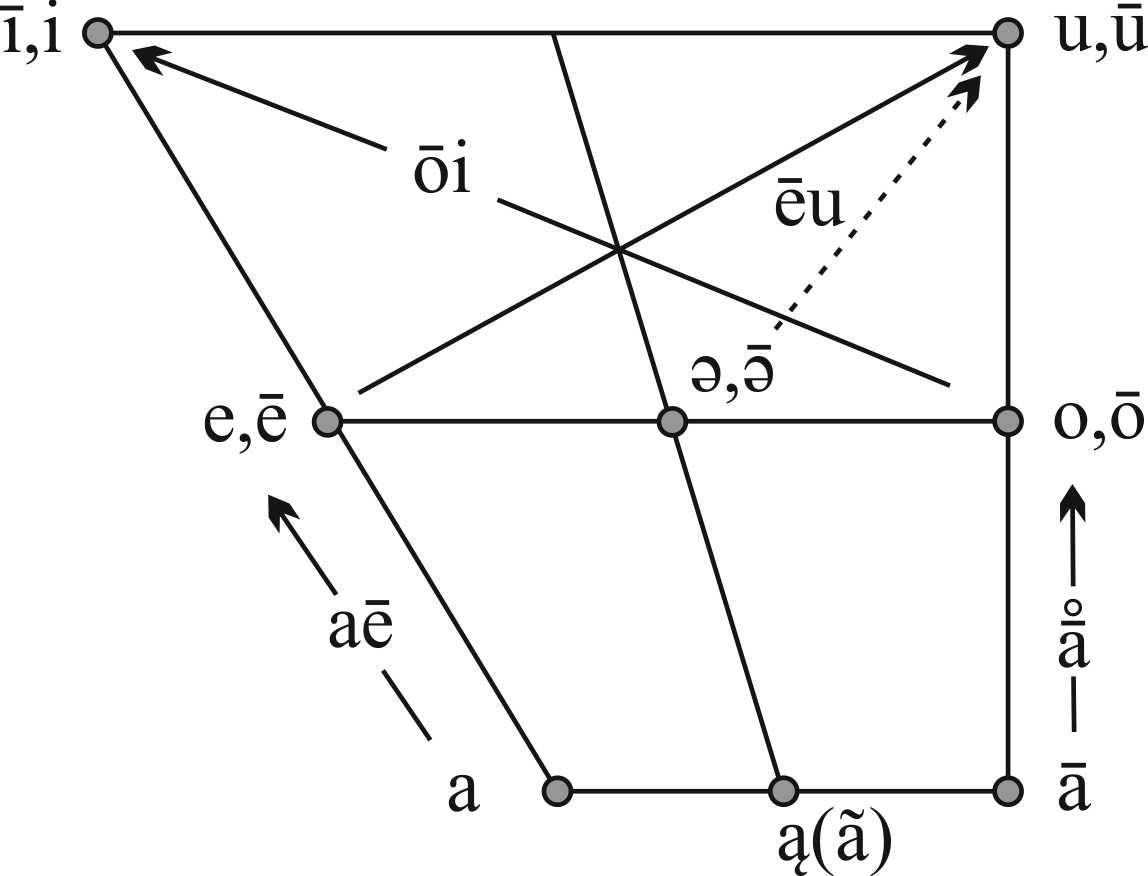 ī,i
u,ū
ōi
ēu
ə,ə̄
e,ē
o,ō
aē
ā̊
a
ā
ą(ã)